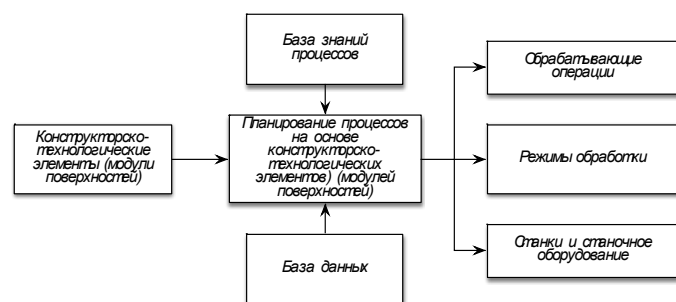 База знаний
процессов
Обрабатывающие
операции
Конструкторско-
технологические
элементы (модули
поверхностей)
Планирование процессов
на основе
конструкторско-
технологических
элементов) (модулей
поверхностей)
Режимы обработки
База данных
Станки и станочное
оборудование